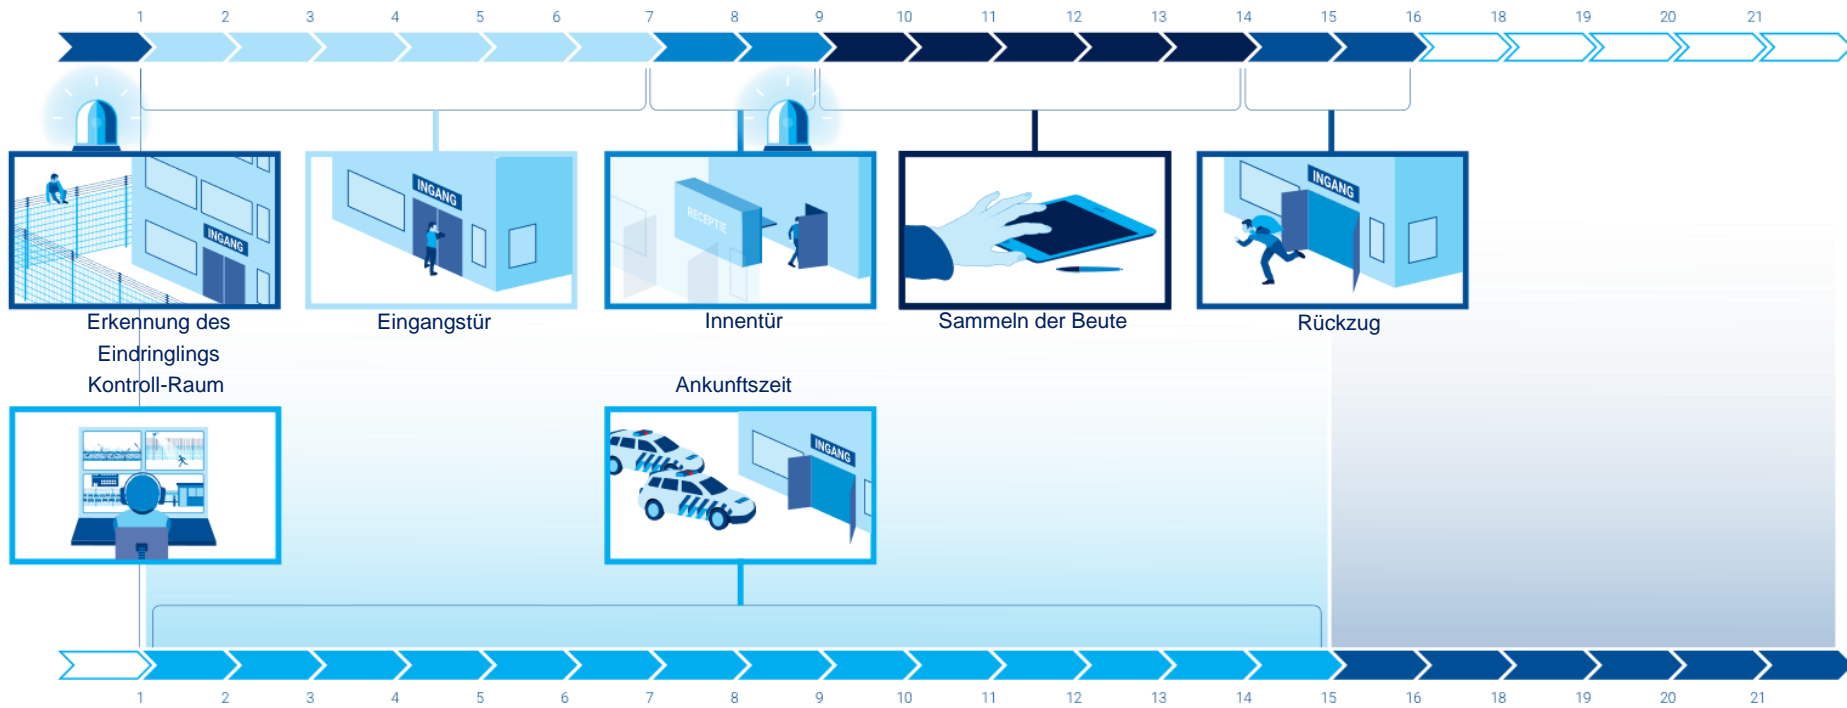 1 2 3 4 5 6 7 8 9 10 11 12 13 14 15 16 18 19 20 21
INGANG
INGANG
RECEPTIE
INGANG
Erkennung des
Eindringlings
Eingangstür
Innentür
Sammeln der Beute
Rückzug
Kontroll-Raum
Ankunftszeit
INGANG
1 2 3 4 5 6 7 8 9 10 11 12 13 14 15 16 18 19 20 21